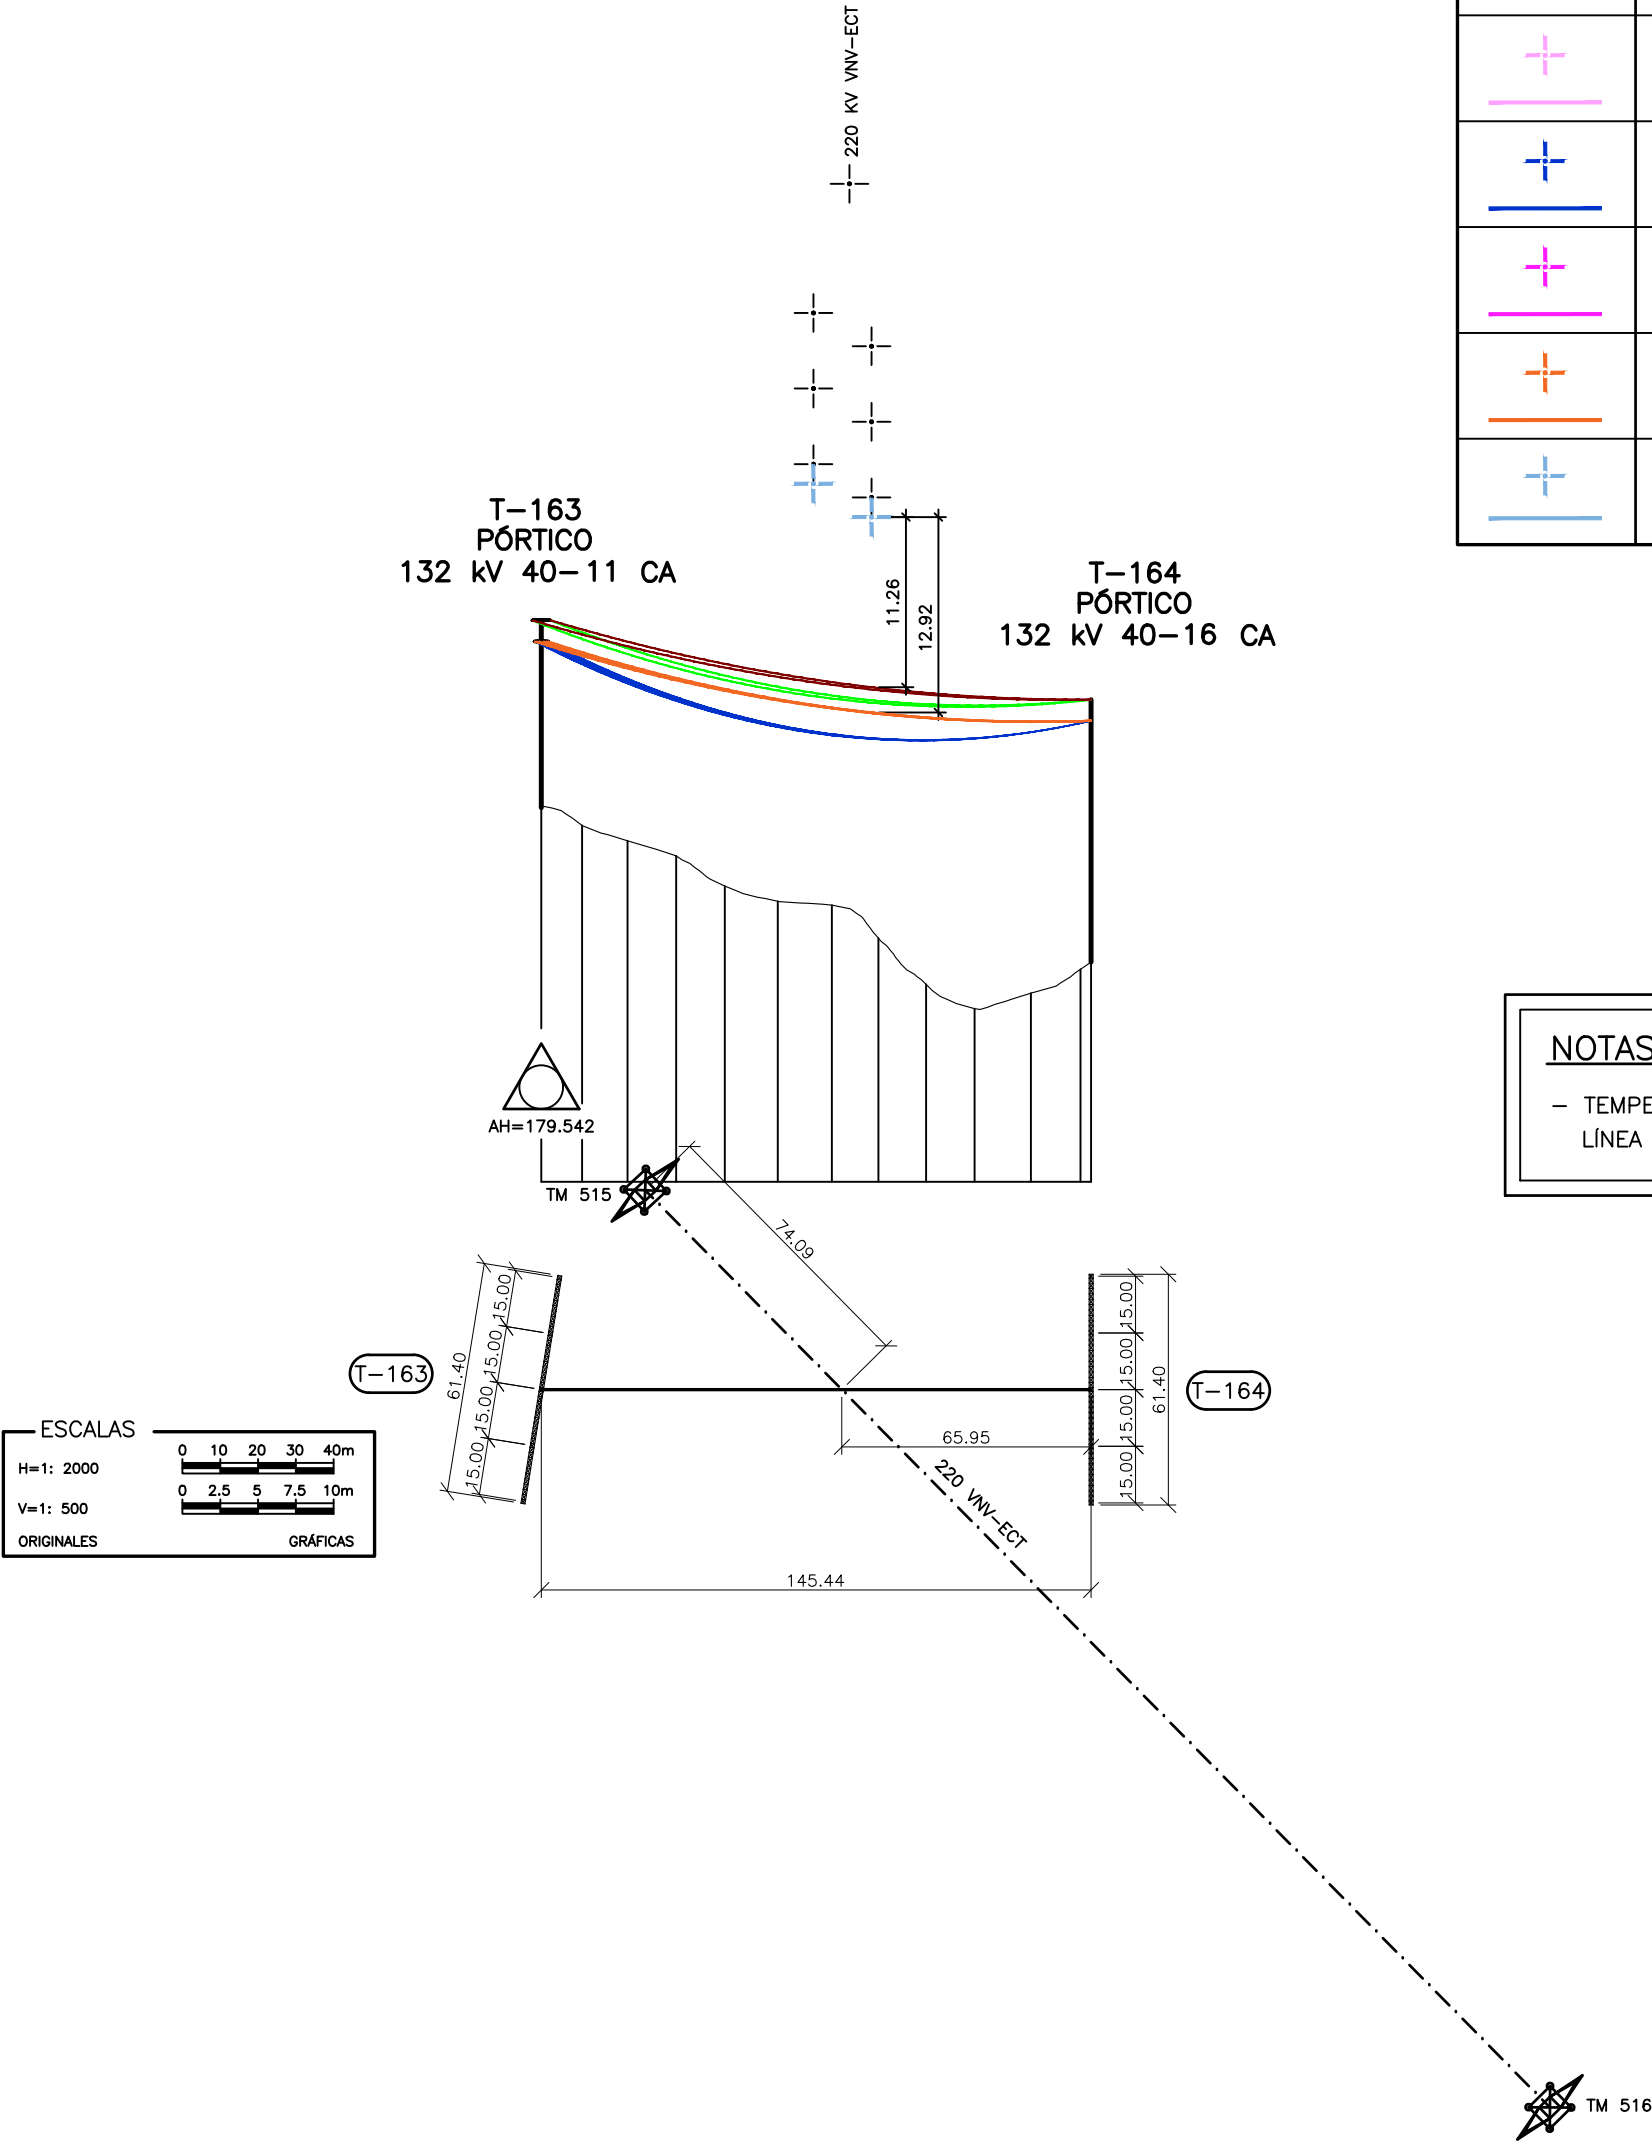 220 KV VNV-ECT
T-163
PÓRTICO
132 kV 40-11 CA
11.26
12.92
T-164
PÓRTICO
132 kV 40-16 CA
AH=179.542
NOTAS
- TEMPE
LÍNEA
TM 515
74.09
61.40
15.00
15.00
15.00
15.00
T-163
15.00
15.00
15.00
15.00
61.40
T-164
65.95
220 VNV-ECT
145.44
ESCALAS
H=1: 2000
0 10 20 30 40m
V=1: 500
0 2.5 5 7.5 10m
ORIGINALES GRÁFICAS
TM 516